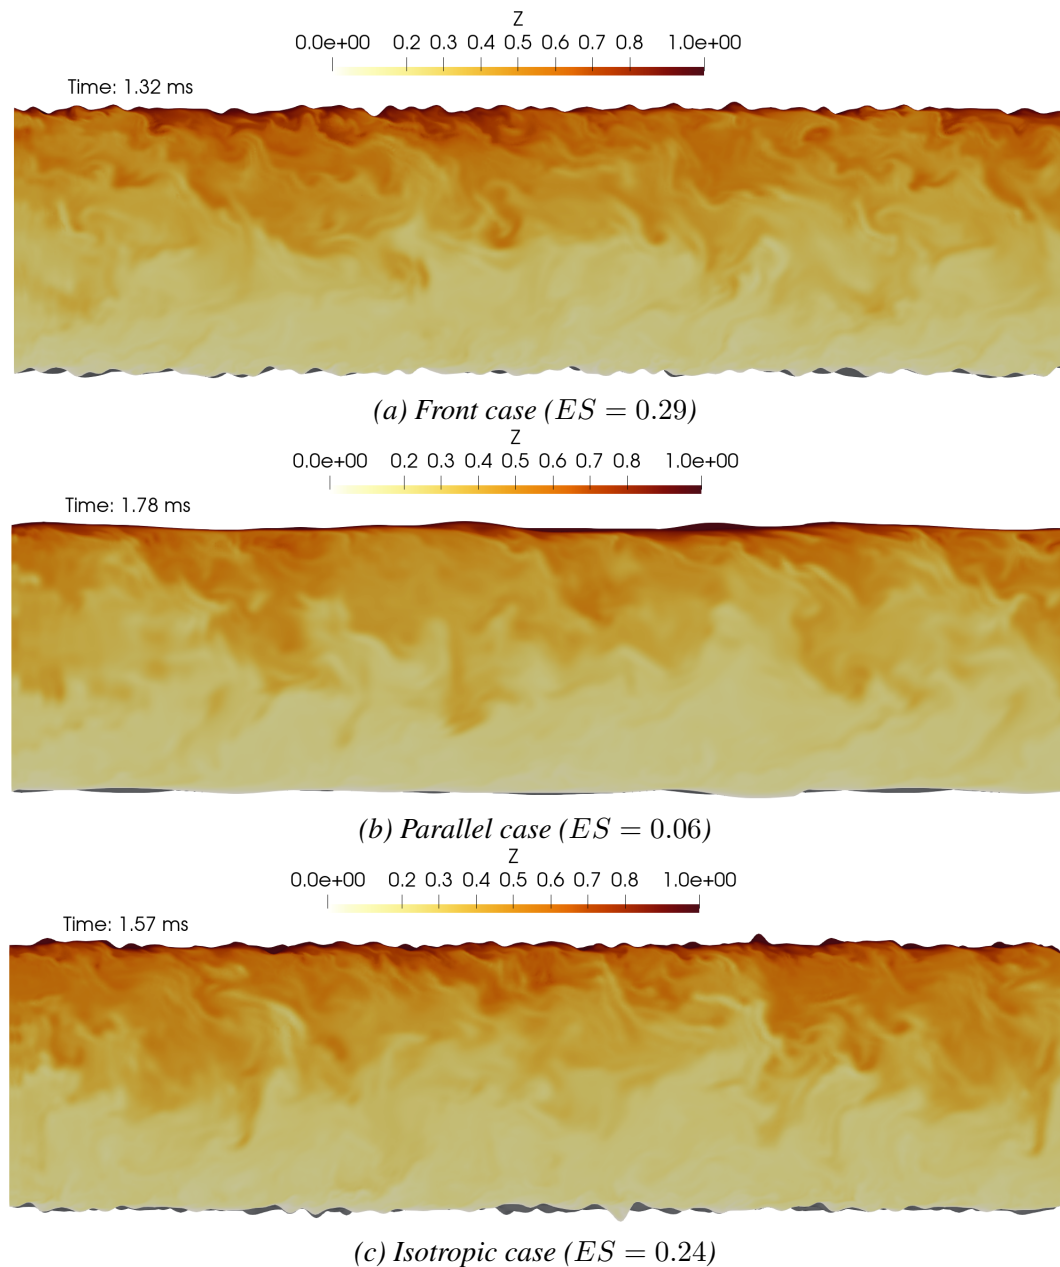 Z
0.0e+00 0.2 0.3 0.4 0.5 0.6 0.7 0.8 1.0e+00
Time: 1.32 ms
(a) Front case (ES = 0.29)
Z
0.0e+00 0.2 0.3 0.4 0.5 0.6 0.7 0.8 1.0e+00
Time: 1.78 ms
(b) Parallel case (ES = 0.06)
Z
0.0e+00 0.2 0.3 0.4 0.5 0.6 0.7 0.8 1.0e+00
Time: 1.57 ms
(c) Isotropic case (ES = 0.24)